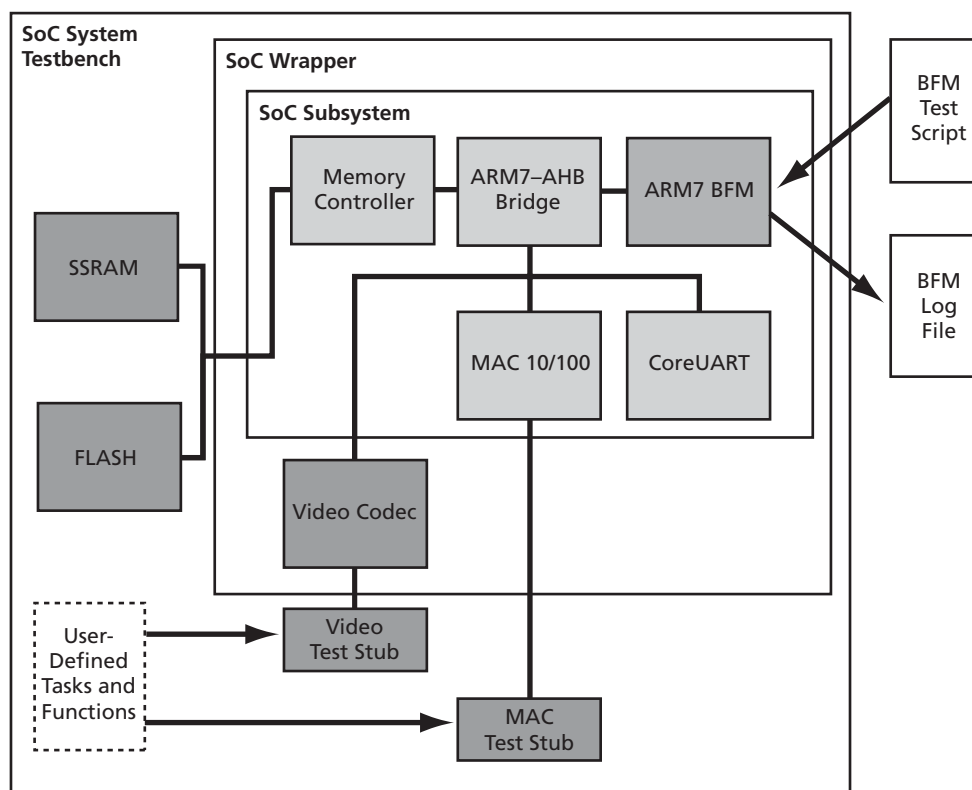 SoC System
Testbench
SoC Wrapper
SoC Subsystem
Memory
Controller
ARM7–AHB
Bridge
ARM7 BFM
BFM
Test
Script
SSRAM
BFM
Log
File
MAC 10/100
CoreUART
FLASH
Video Codec
User-
Defined
Tasks and
Functions
Video
Test Stub
MAC
Test Stub